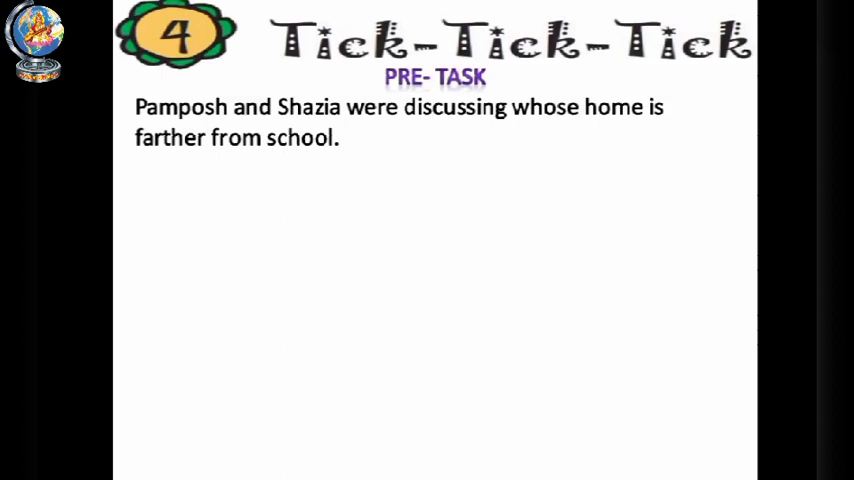 4 Tick-Tick-Tick
PRE- TASK
Pamposh and Shazia were discussing whose home is
farther from school.